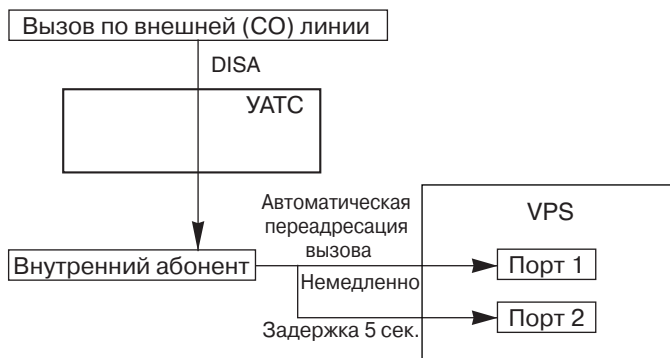 Вызов по внешней (CO) линии
DISA
УАТС
Автоматическая
переадресация
вызова
VPS
Внутренний абонент
Порт 1
Немедленно
Порт 2
Задержка 5 сек.